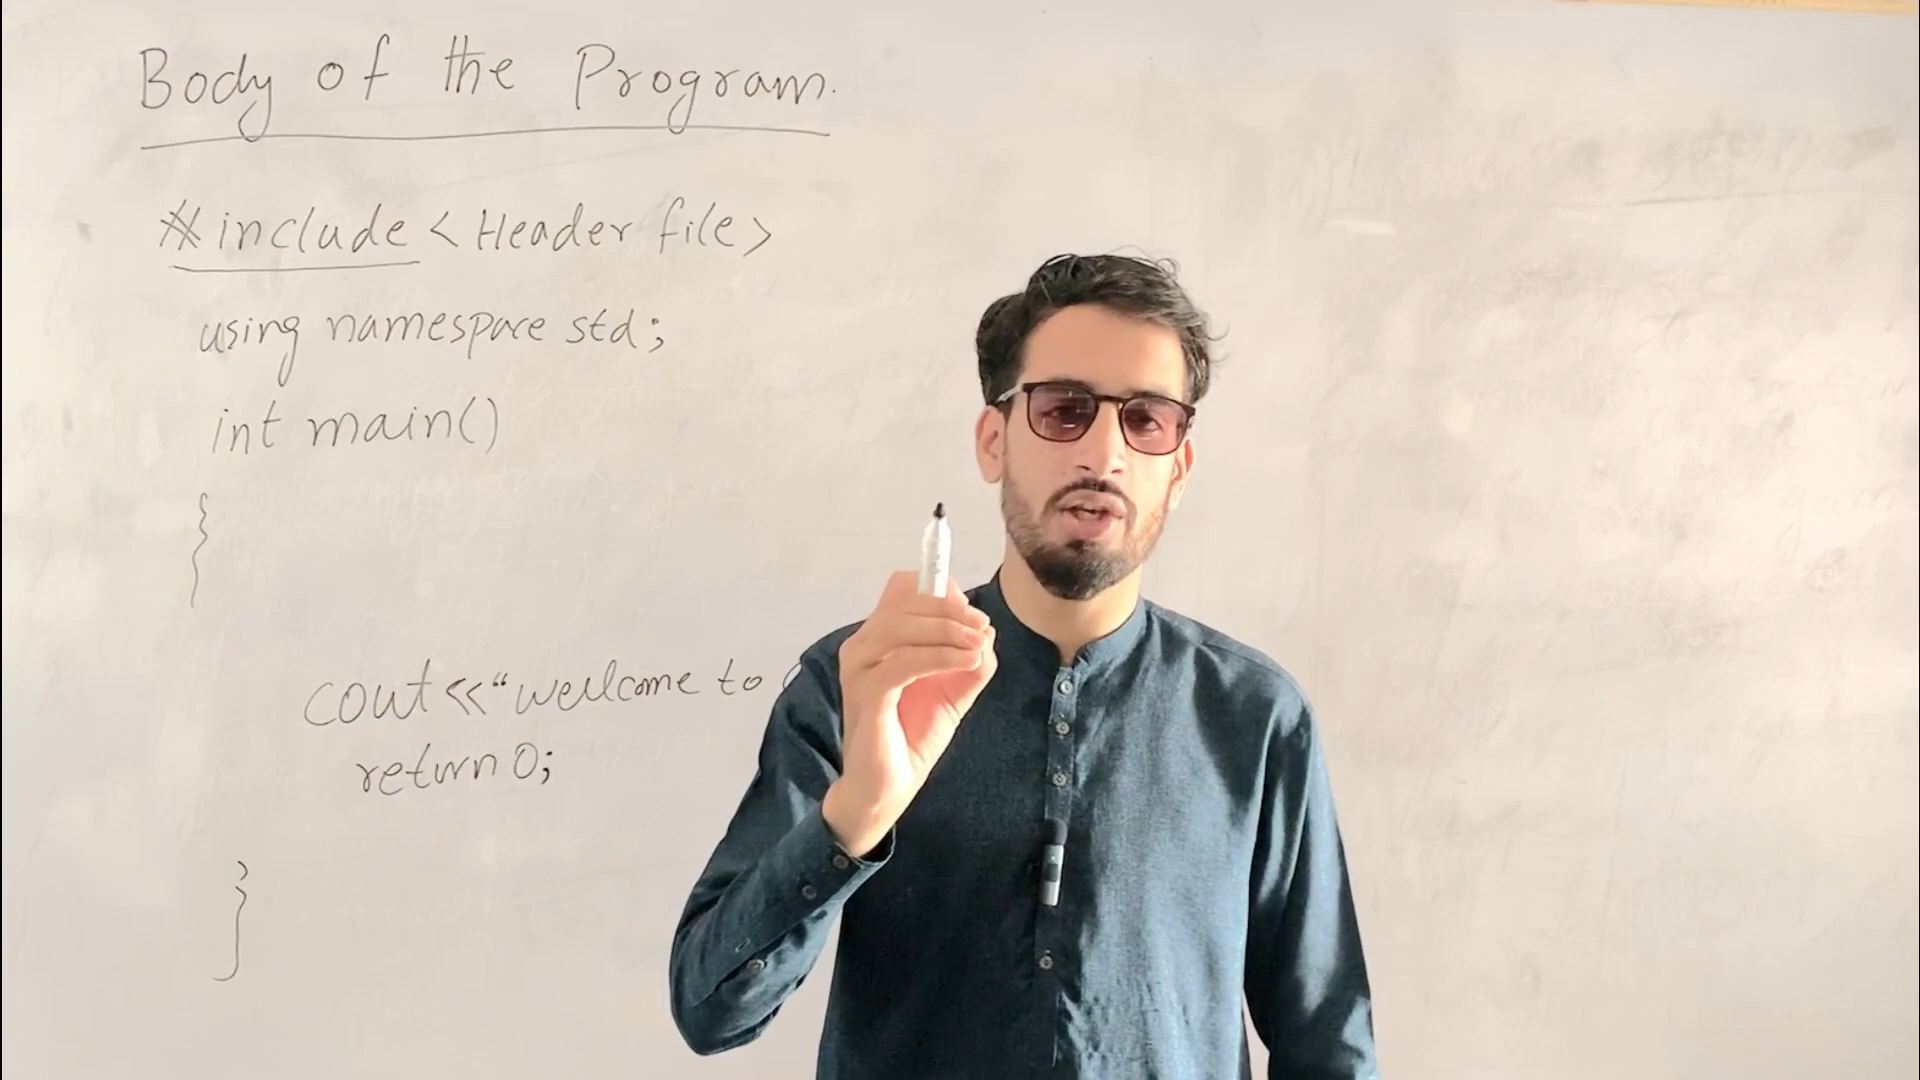 Body of the Program.
#include <Header file>
using namespace std;
int main()
{
cout<<“wellcome to
return 0;
}